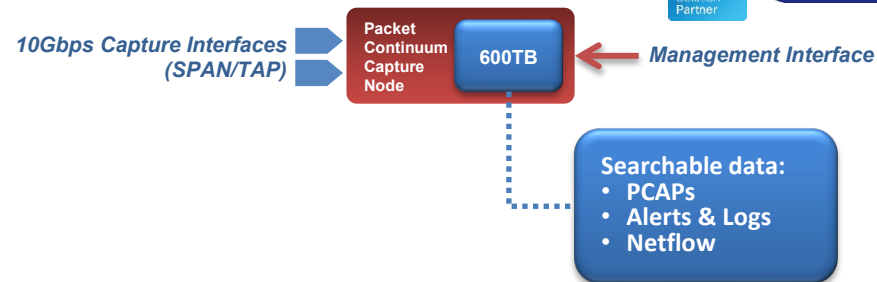 Partner
10Gbps Capture Interfaces
(SPAN/TAP)
Packet
Continuum
Capture
Node
600TB
Management Interface
Searchable data:
• PCAPs
• Alerts & Logs
• Netflow